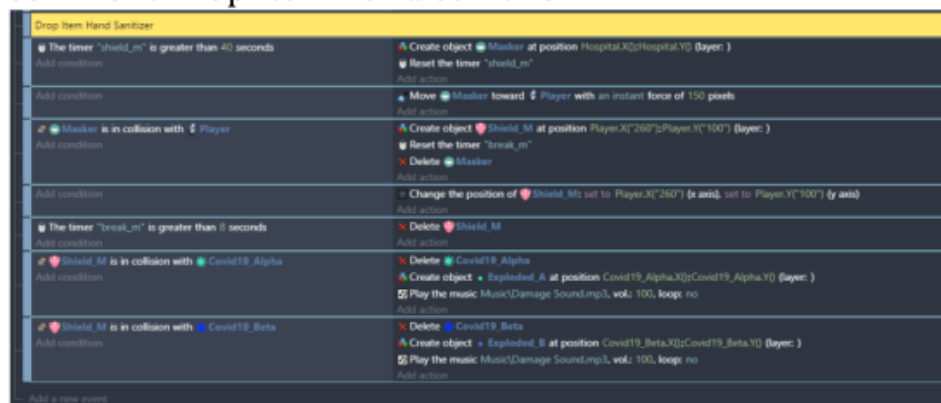 Drop Item Hand Sanitizer
The timer "shield_m" is greater than 40 seconds
Add condition
Create object Masker at position Hospital.X();Hospital.Y() (layer: )
Reset the timer "shield_m"
Add action
Add condition
Move Masker toward Player with an instant force of 150 pixels
Add action
Masker is in collision with Player
Add condition
Create object Shield_M at position Player.X("260");Player.Y("100") (layer: )
Reset the timer "break_m"
Delete Masker
Add action
Add condition
Change the position of Shield_M: set to Player.X("260") (x axis), set to Player.Y("100") (y axis)
Add action
The timer "break_m" is greater than 8 seconds
Add condition
Delete Shield_M
Add action
Shield_M is in collision with Covid19_Alpha
Add condition
Delete Covid19_Alpha
Create object Exploded_A at position Covid19_Alpha.X();Covid19_Alpha.Y() (layer: )
Play the music Music\Damage Sound.mp3, vol.: 100, loop: no
Add action
Shield_M is in collision with Covid19_Beta
Add condition
Delete Covid19_Beta
Create object Exploded_B at position Covid19_Beta.X();Covid19_Beta.Y() (layer: )
Play the music Music\Damage Sound.mp3, vol.: 100, loop: no
Add action
Add a new event